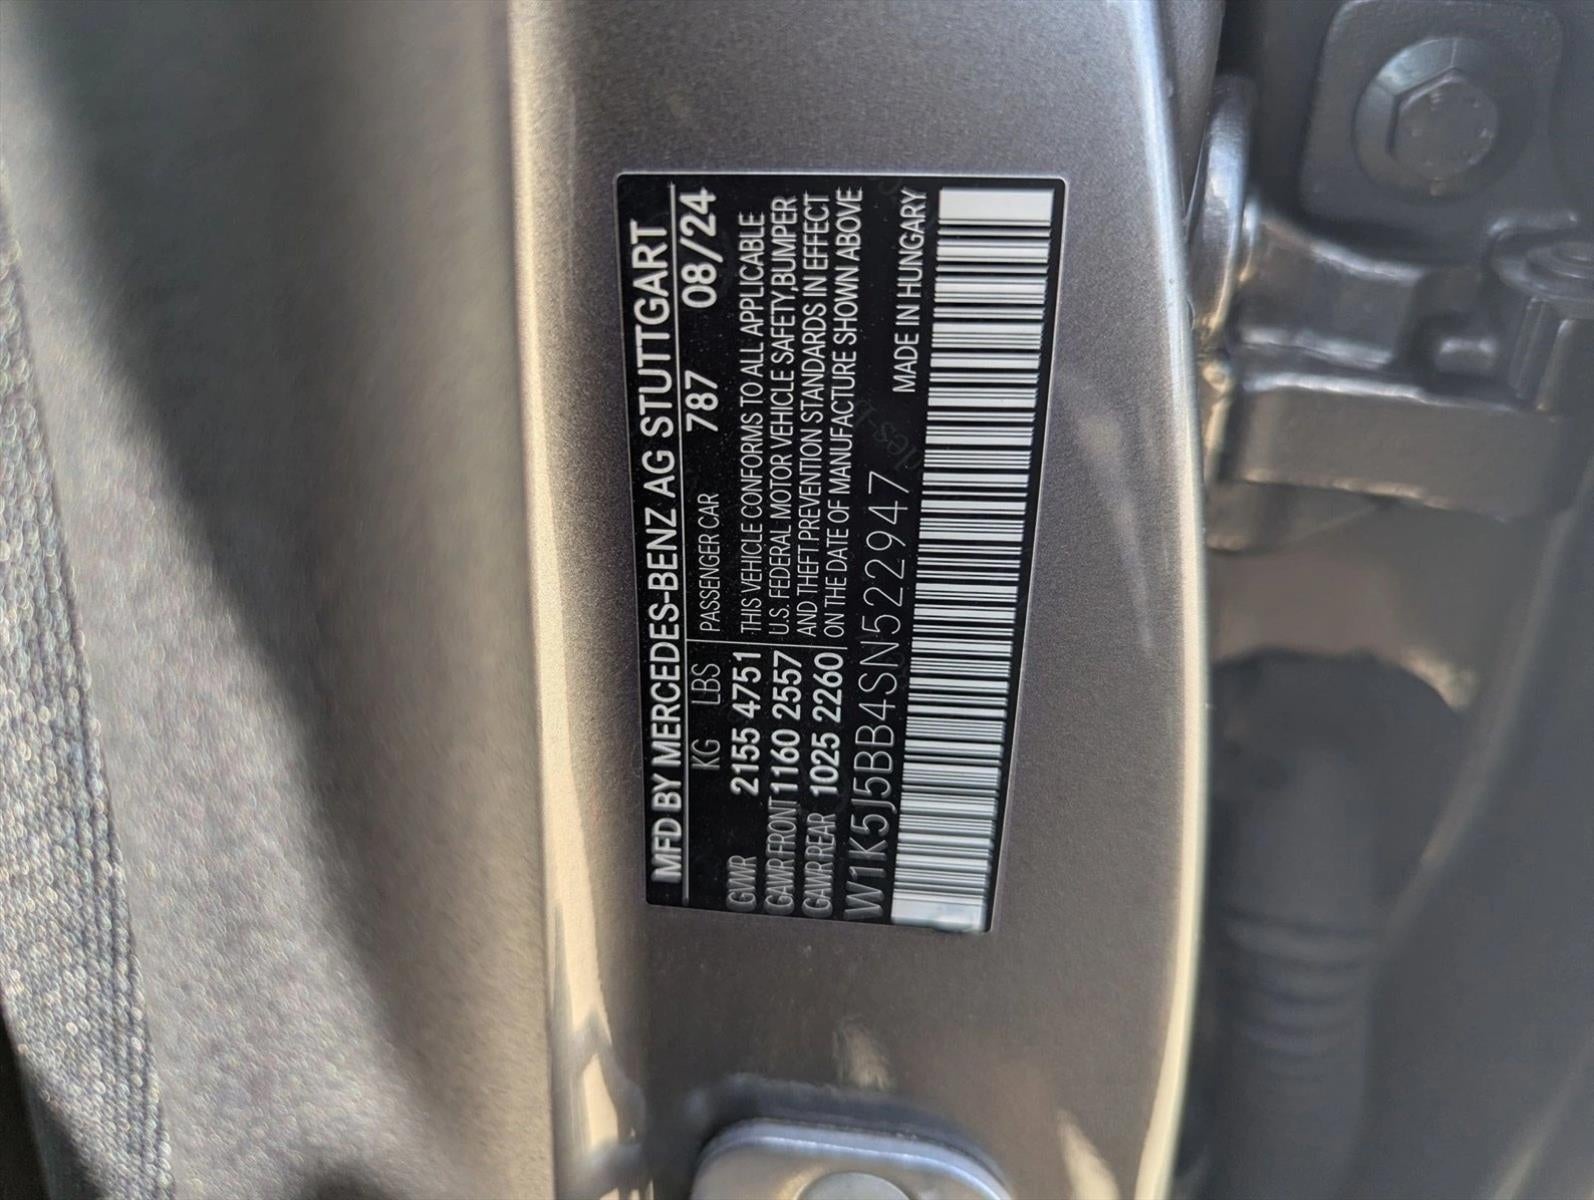 MFD BY MERCEDES-BENZ AG STUTTGART
KG LBS PASSENGER CAR 787 08/24
GVWR 2155 4751 THIS VEHICLE CONFORMS TO ALL APPLICABLE
GAWR FRONT 1160 2557 U.S. FEDERAL MOTOR VEHICLE SAFETY,BUMPER
GAWR REAR 1025 2260 AND THEFT PREVENTION STANDARDS IN EFFECT
ON THE DATE OF MANUFACTURE SHOWN ABOVE
W1K5J5BB4SN522947 MADE IN HUNGARY